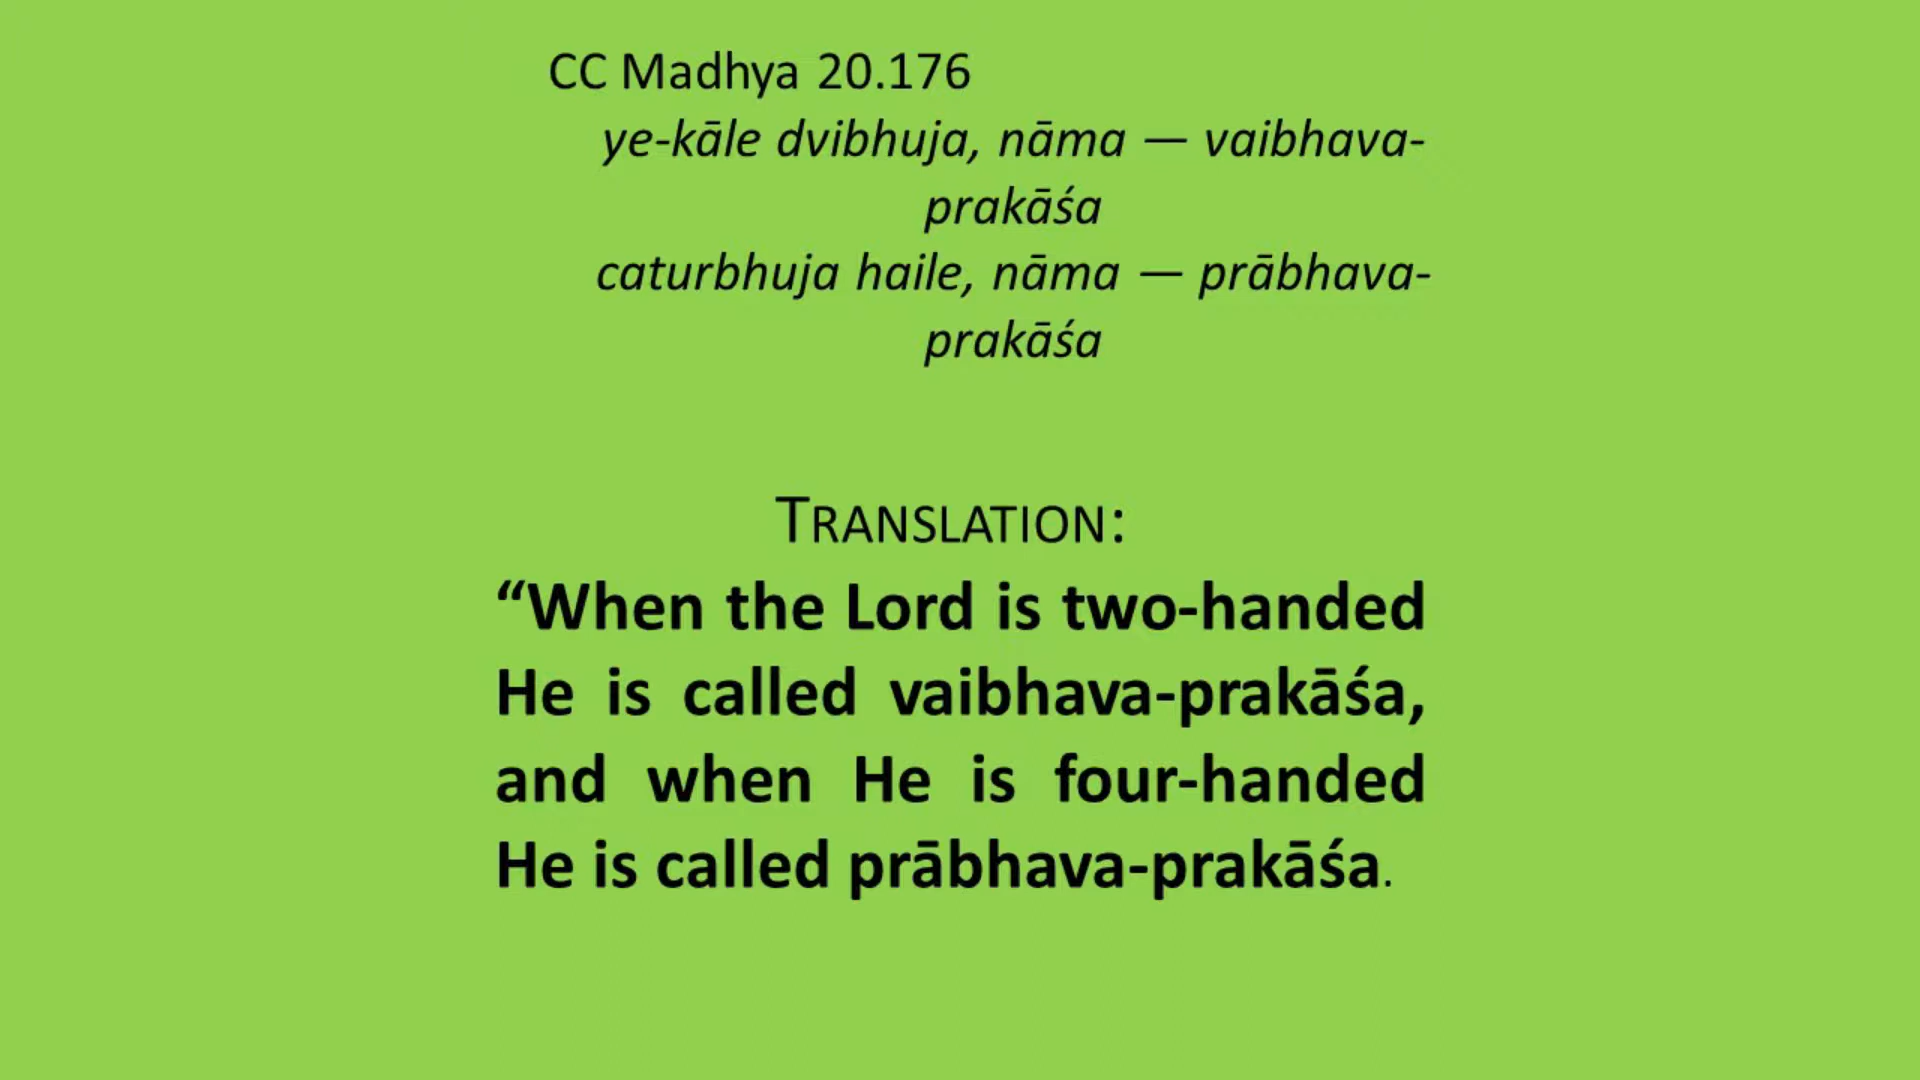 CC Madhya 20.176
ye-kāle dvibhuja, nāma — vaibhava-
prakāśa
caturbhuja haile, nāma — prābhava-
prakāśa
TRANSLATION:
“When the Lord is two-handed
He is called vaibhava-prakāśa,
and when He is four-handed
He is called prābhava-prakāśa.